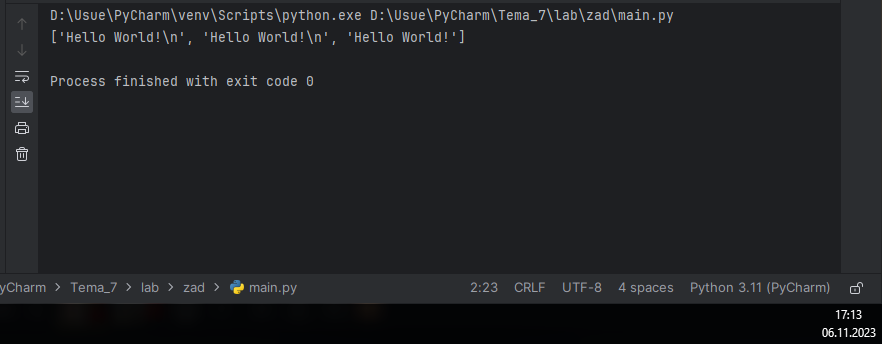 D:\Usue\PyCharm\venv\Scripts\python.exe D:\Usue\PyCharm\Tema_7\lab\zad\main.py
['Hello World!\n', 'Hello World!\n', 'Hello World!']
Process finished with exit code 0
yCharm > Tema_7 > lab > zad > main.py 2:23 CRLF UTF-8 4 spaces Python 3.11 (PyCharm)
17:13
06.11.2023